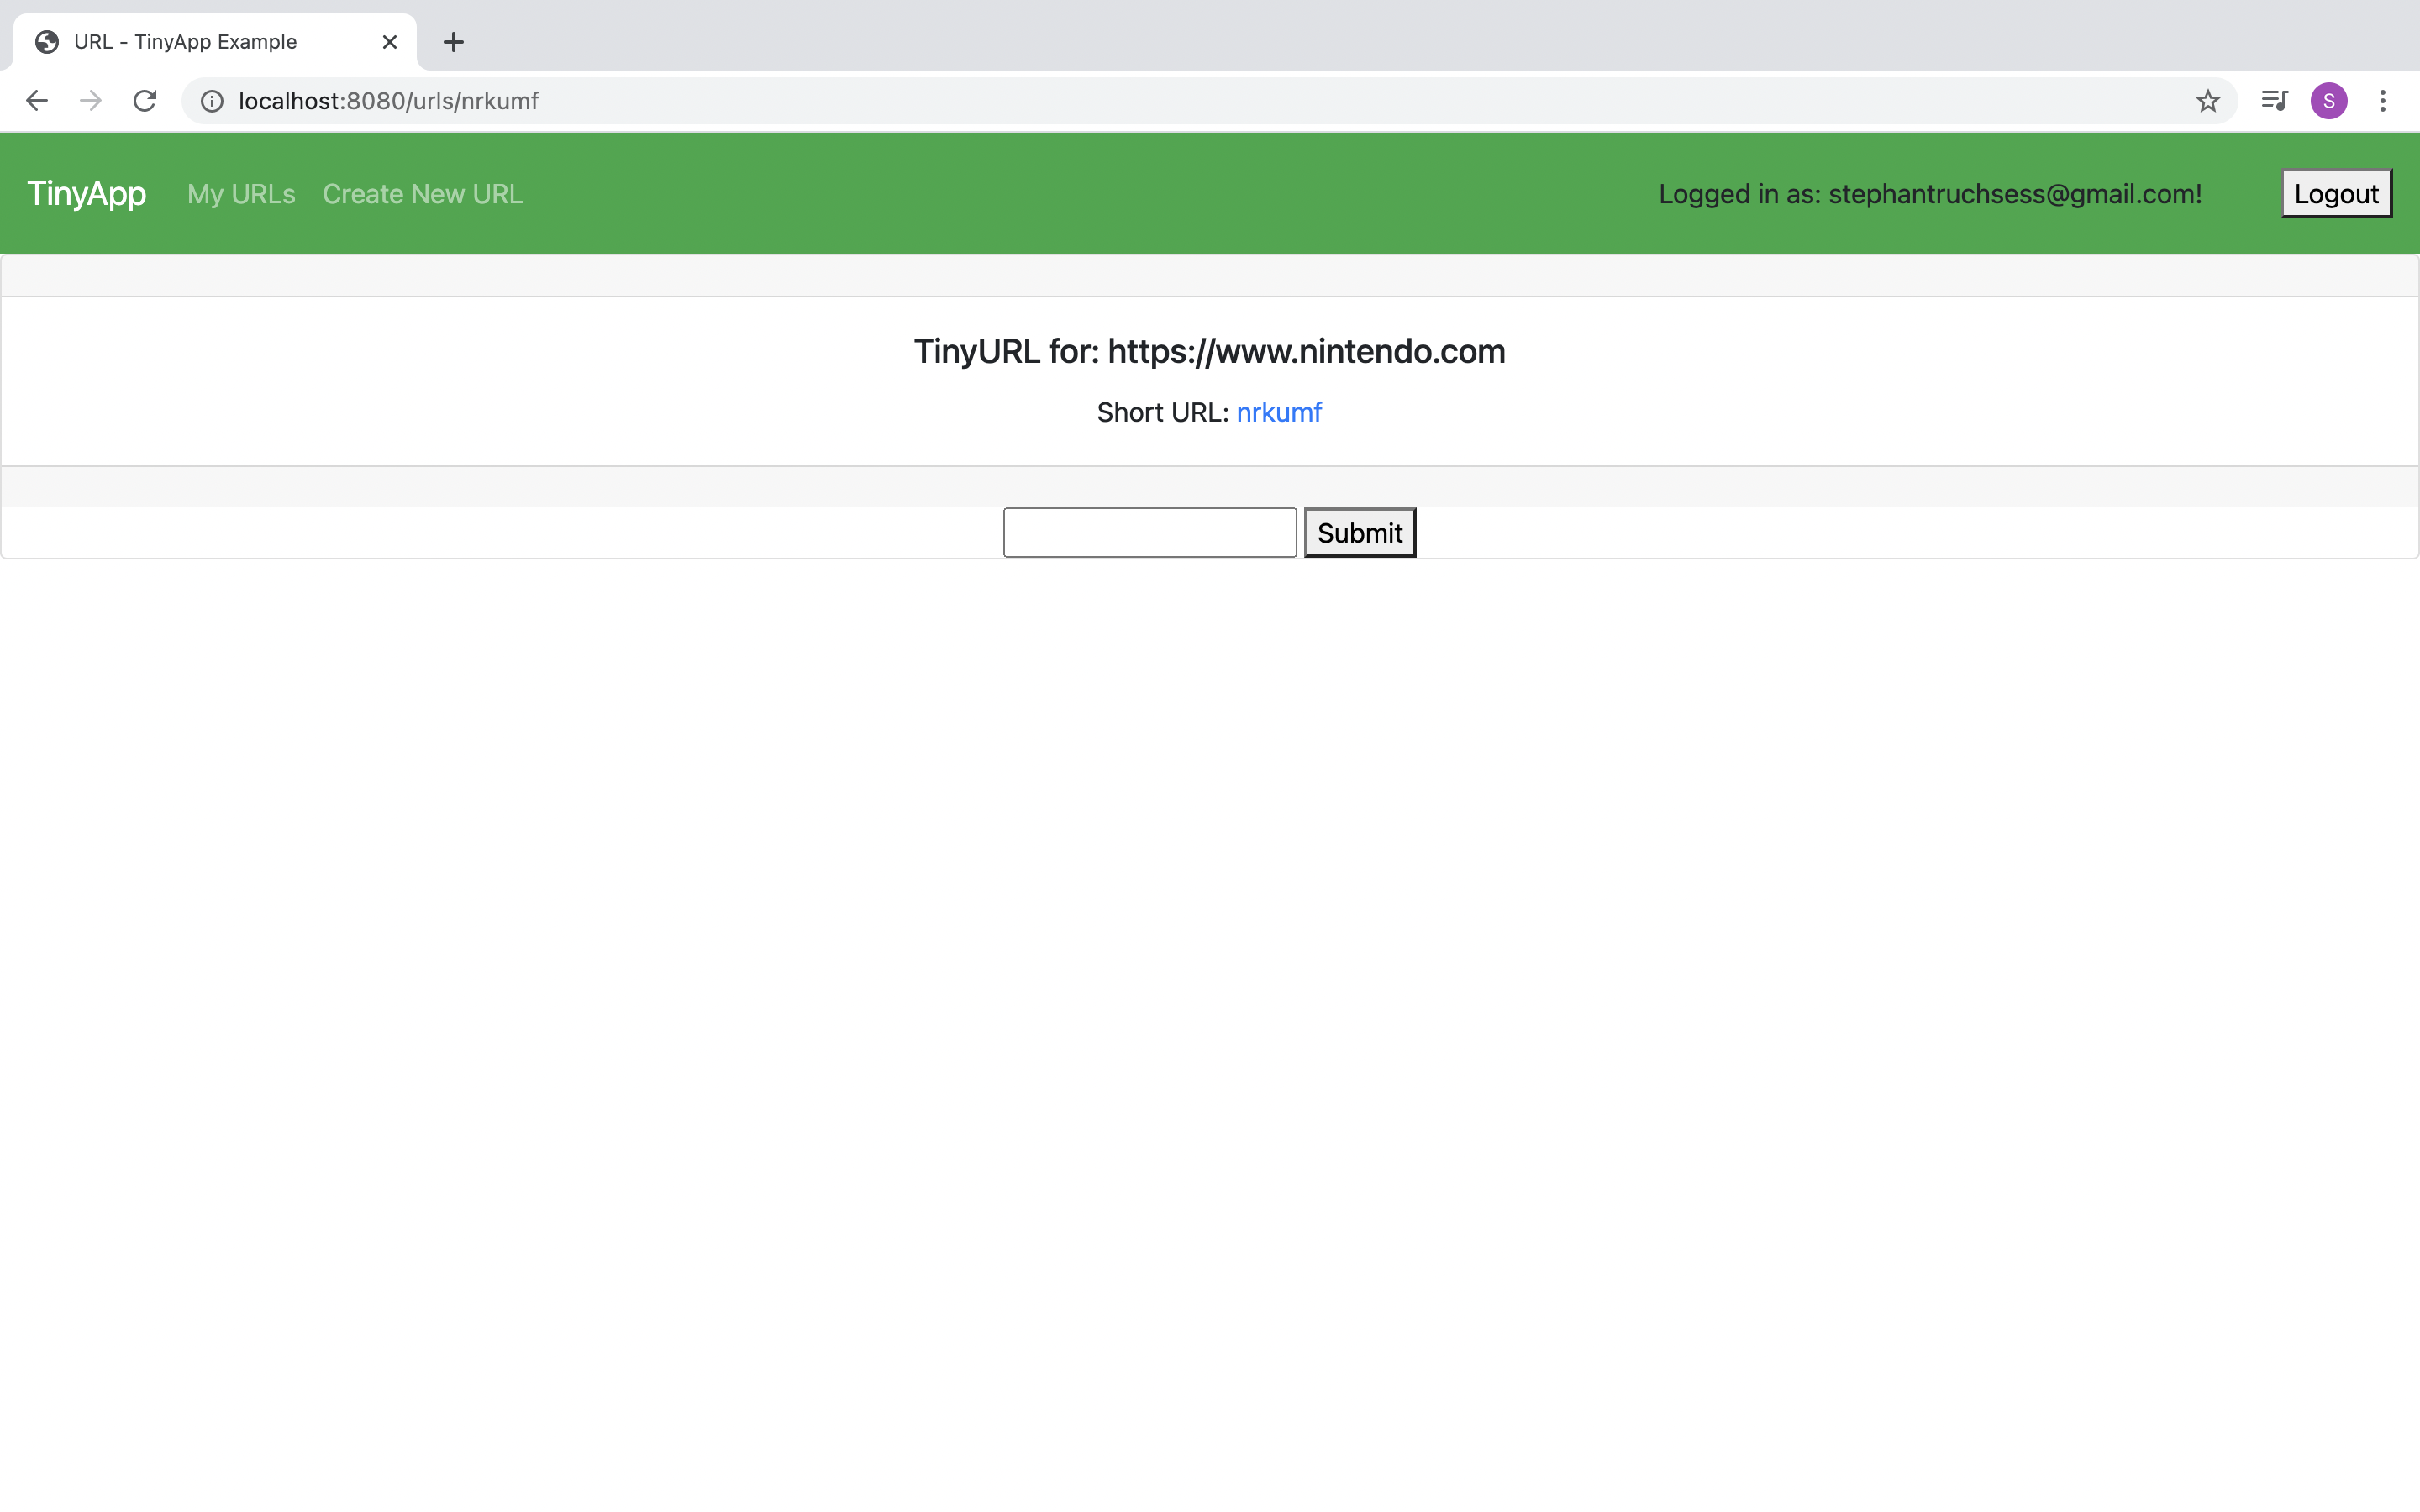 URL - TinyApp Example
localhost:8080/urls/nrkumf
S
TinyApp My URLs Create New URL Logged in as: stephantruchsess@gmail.com! Logout
TinyURL for: https://www.nintendo.com
Short URL: nrkumf
Submit